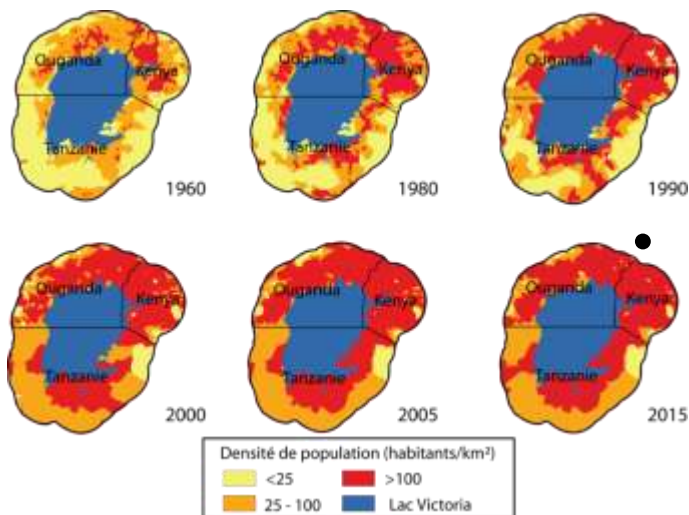 Ouganda
Kenya
Tanzanie
1960
Ouganda
Kenya
Tanzanie
1980
Ouganda
Kenya
Tanzanie
1990
Ouganda
Kenya
Tanzanie
2000
Ouganda
Kenya
Tanzanie
2005
Ouganda
Kenya
Tanzanie
2015
Densité de population (habitants/km²)
<25 >100
25 - 100 Lac Victoria